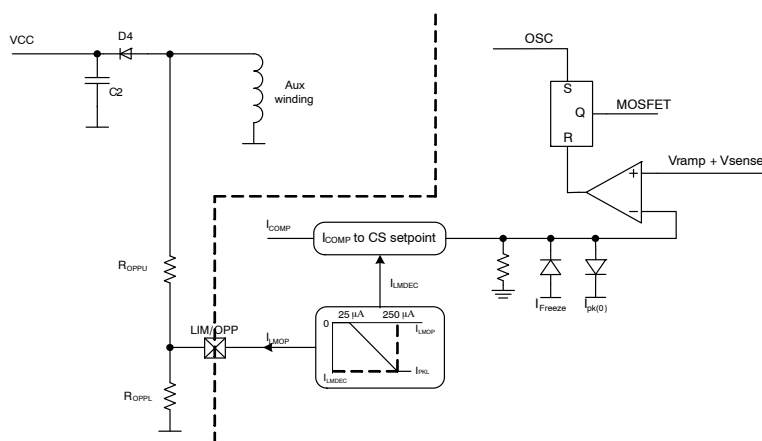 OSC
D4
VCC
S
C2
Aux
winding
Q
MOSFET
R
+
Vramp + Vsense
−
I_COMP
I_COMP to CS setpoint
R_OPPU
I_LMDEC
I_Freeze
I_pk(0)
25 µA
250 µA
0
I_LMOP
LIM/OPP
I_LMOP
I_LMDEC
I_PKL
R_OPPL